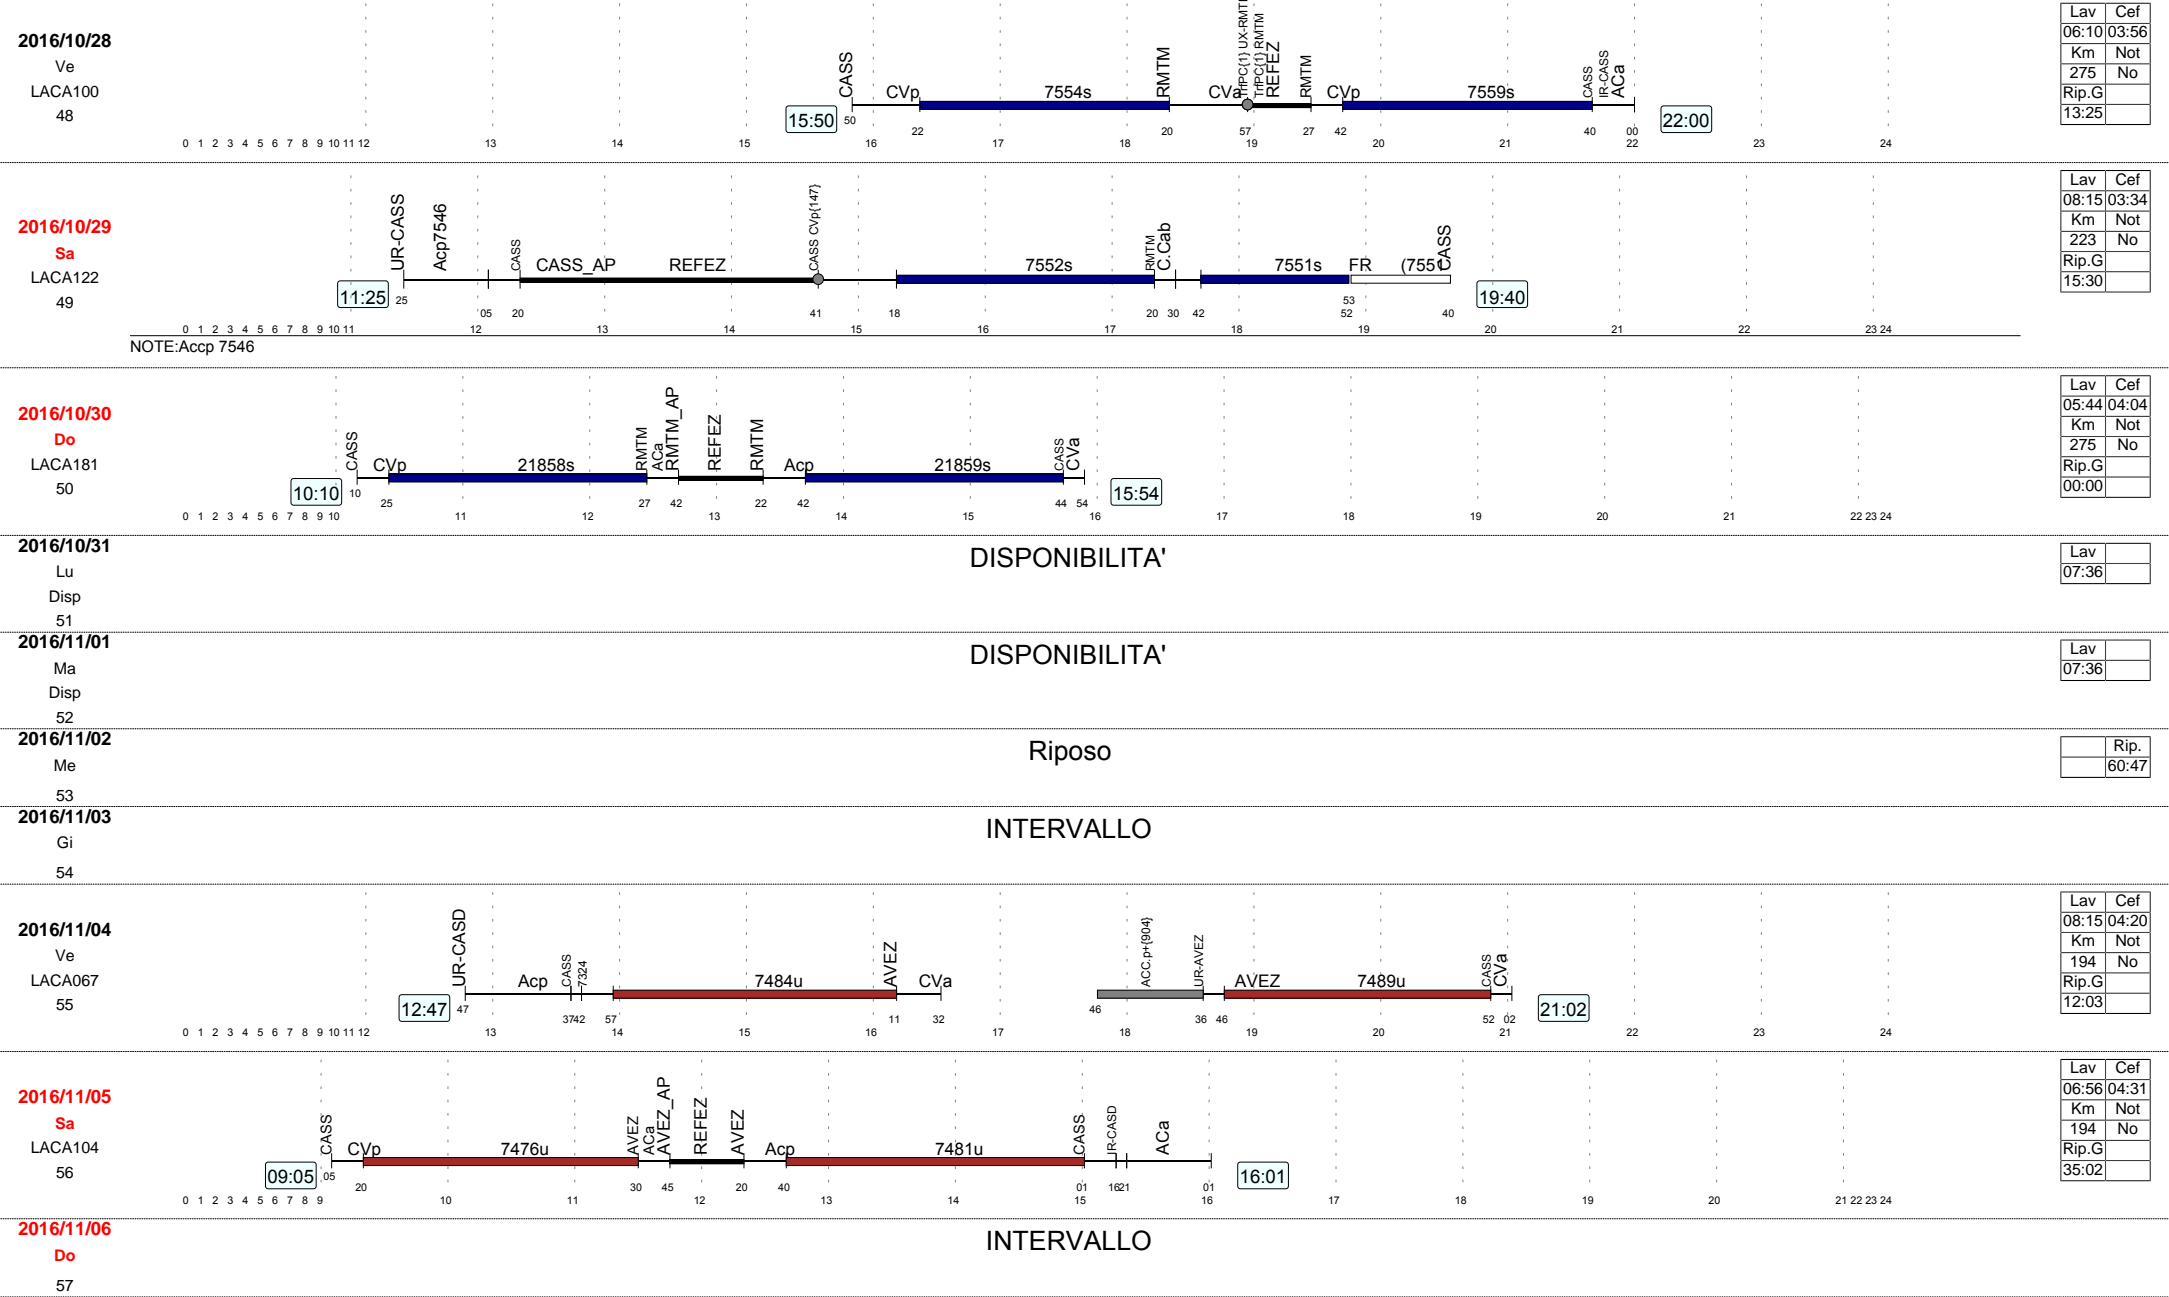 2016/10/28
Ve
LACA100
48
15:50
CASS
CVp
7554s
RMTM
CVa
TrfPC{1} RMTM
REFEZ
RMTM
CVp
7559s
CASS
IR-CASS
ACa
22:00
50 22 20 57 27 42 40 00
0 1 2 3 4 5 6 7 8 9 10 11 12 13 14 15 16 17 18 19 20 21 22 23 24
Lav Cef
06:10 03:56
Km Not
275 No
Rip.G
13:25
2016/10/29
Sa
LACA122
49
11:25
UR-CASS
Acp7546
CASS
CASS_AP
REFEZ
CASS CVp{147}
7552s
RMTM
C.Cab
7551s
FR
(7551
CASS
19:40
25 05 20 41 18 20 30 42 53 52 40
0 1 2 3 4 5 6 7 8 9 10 11 12 13 14 15 16 17 18 19 20 21 22 23 24
NOTE:Accp 7546
Lav Cef
08:15 03:34
Km Not
223 No
Rip.G
15:30
2016/10/30
Do
LACA181
50
10:10
CASS
CVp
21858s
RMTM
ACa
RMTM_AP
REFEZ
RMTM
Acp
21859s
CASS
CVa
15:54
10 25 27 42 22 42 44 54
0 1 2 3 4 5 6 7 8 9 10 11 12 13 14 15 16 17 18 19 20 21 22 23 24
Lav Cef
05:44 04:04
Km Not
275 No
Rip.G
00:00
2016/10/31
Lu
Disp
51
DISPONIBILITA'
Lav
07:36
2016/11/01
Ma
Disp
52
DISPONIBILITA'
Lav
07:36
2016/11/02
Me
53
Riposo
Rip.
60:47
2016/11/03
Gi
54
INTERVALLO
2016/11/04
Ve
LACA067
55
12:47
UR-CASD
Acp
CASS
7324
7484u
AVEZ
CVa
ACC.p+{904}
UR-AVEZ
AVEZ
7489u
CASS
CVa
21:02
47 37 42 57 11 32 46 36 46 52 02
0 1 2 3 4 5 6 7 8 9 10 11 12 13 14 15 16 17 18 19 20 21 22 23 24
Lav Cef
08:15 04:20
Km Not
194 No
Rip.G
12:03
2016/11/05
Sa
LACA104
56
09:05
CASS
CVp
7476u
AVEZ
ACa
AVEZ_AP
REFEZ
AVEZ
Acp
7481u
CASS
IR-CASD
ACa
16:01
05 20 30 45 20 40 01 16 21 01
0 1 2 3 4 5 6 7 8 9 10 11 12 13 14 15 16 17 18 19 20 21 22 23 24
Lav Cef
06:56 04:31
Km Not
194 No
Rip.G
35:02
2016/11/06
Do
57
INTERVALLO